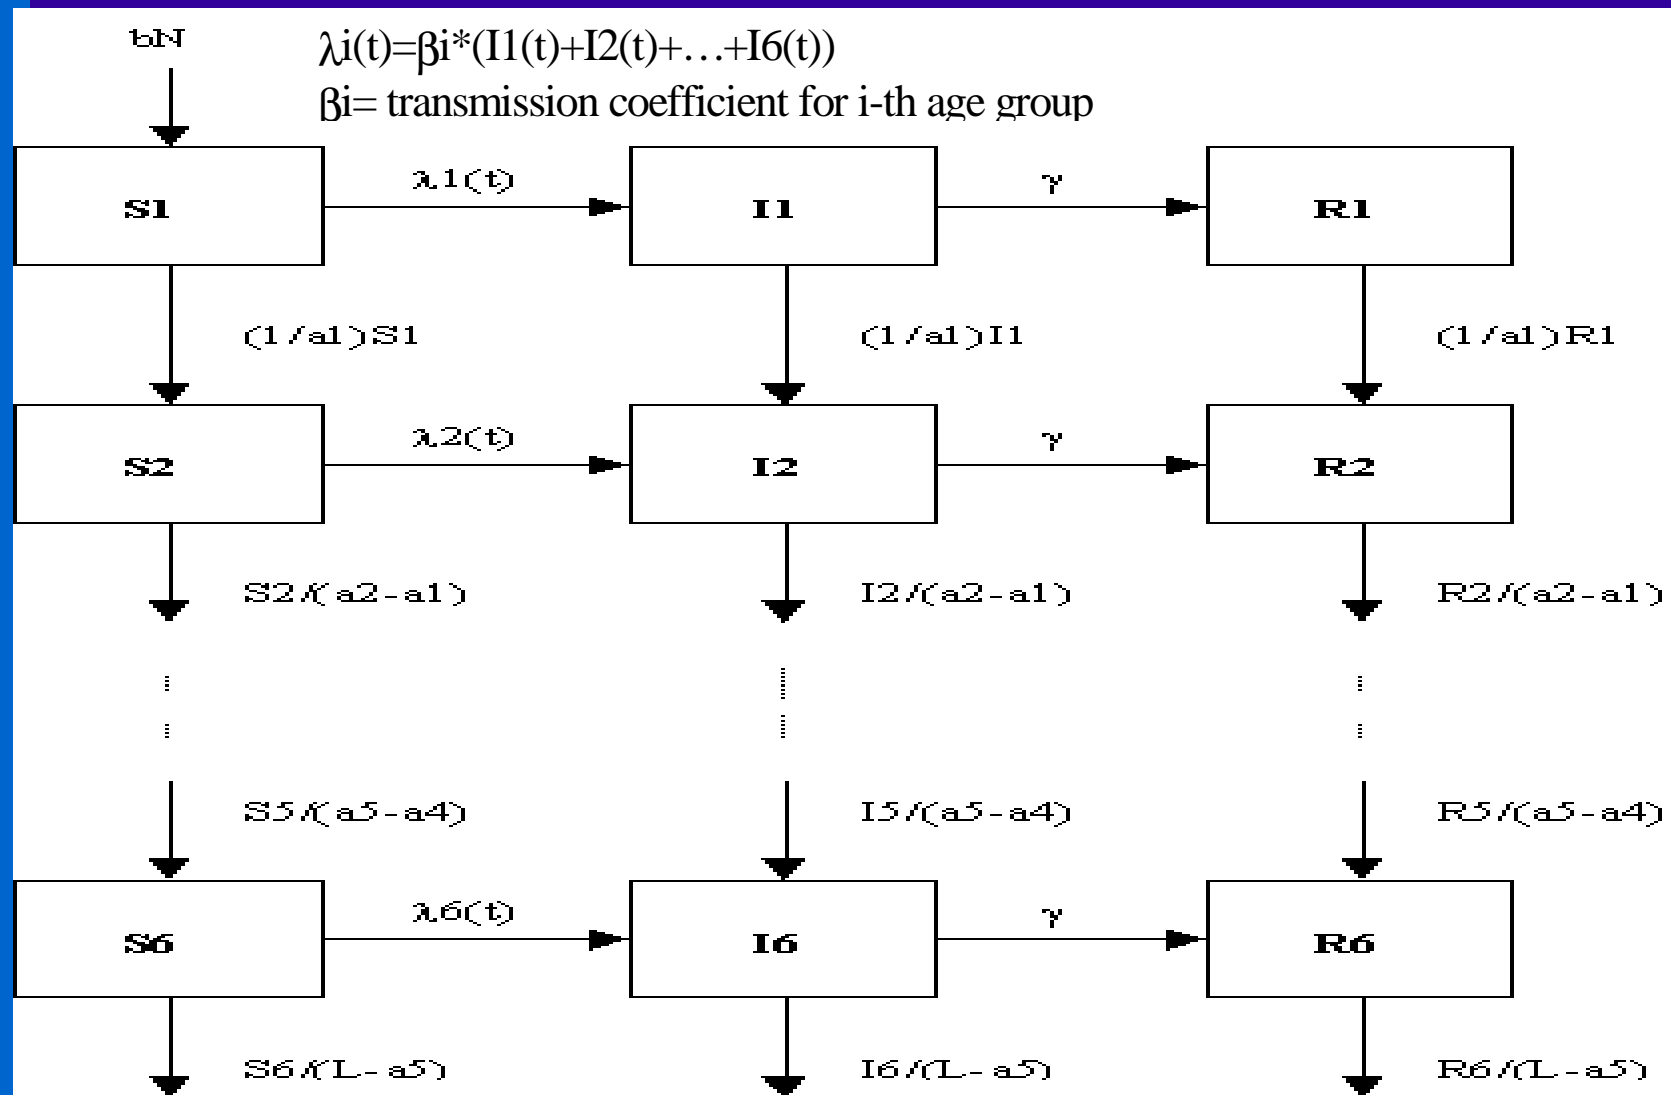 bN
λi(t)=βi*(I1(t)+I2(t)+…+I6(t))
βi= transmission coefficient for i-th age group
S1 λ1(t) I1 γ R1
(1/a1)S1 (1/a1)I1 (1/a1)R1
S2 λ2(t) I2 γ R2
S2/(a2-a1) I2/(a2-a1) R2/(a2-a1)
S5/(a5-a4) I5/(a5-a4) R5/(a5-a4)
S6 λ6(t) I6 γ R6
S6/(L-a5) I6/(L-a5) R6/(L-a5)